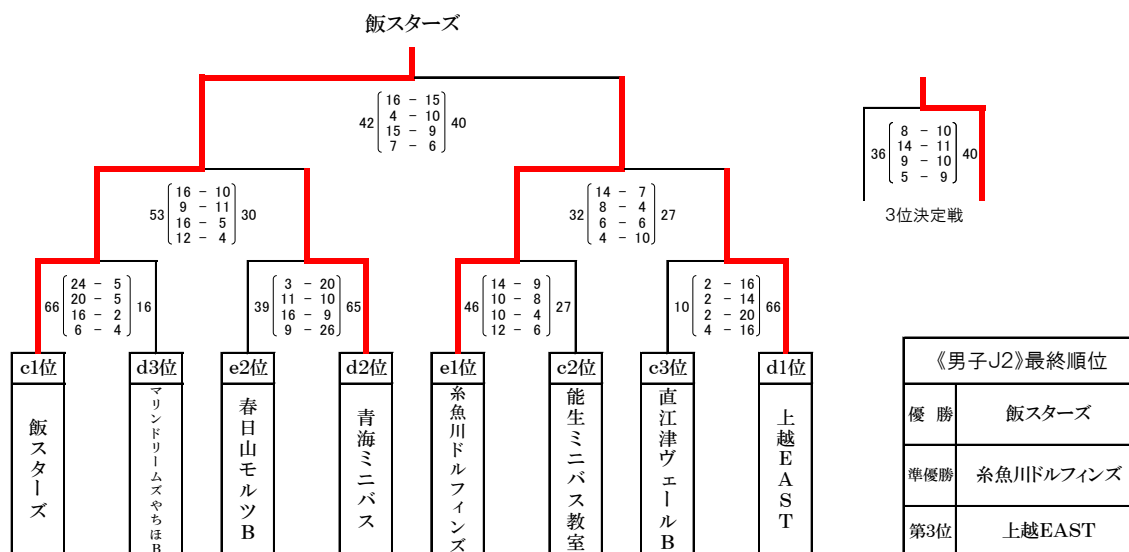 飯スターズ
42 16 - 15 40
4 - 10
15 - 9
7 - 6
36 8 - 10 40
14 - 11
9 - 10
5 - 9
3位決定戦
53 16 - 10 30
9 - 11
16 - 5
12 - 4
32 14 - 7 27
8 - 4
6 - 6
4 - 10
66 24 - 5 16
20 - 5
16 - 2
6 - 4
39 3 - 20 65
11 - 10
16 - 9
9 - 26
46 14 - 9 27
10 - 8
10 - 4
12 - 6
10 2 - 16 66
2 - 14
2 - 20
4 - 16
c1位 d3位 e2位 d2位 e1位 c2位 c3位 d1位
飯スターズ
マリンドリームズやちほB
春日山モルツB
青海ミニバス
糸魚川ドルフィンズ
能生ミニバス教室
直江津ヴェールB
上越EAST
《男子J2》最終順位
優 勝 飯スターズ
準優勝 糸魚川ドルフィンズ
第3位 上越EAST